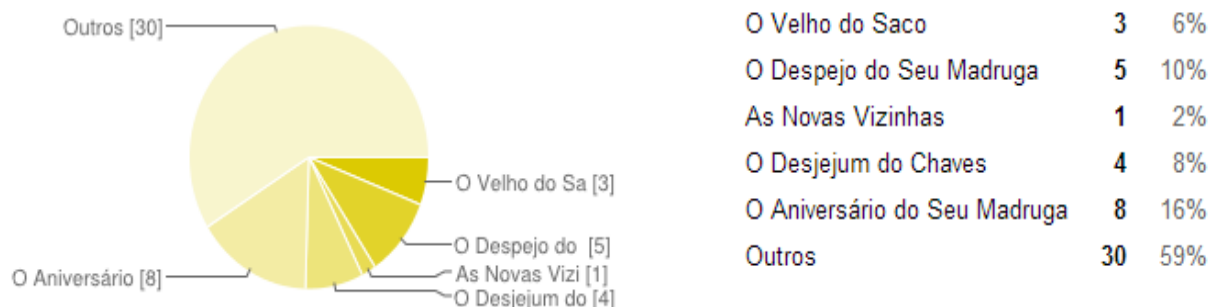 Outros [30]
O Velho do Sa [3]
O Despejo do [5]
As Novas Vizi [1]
O Desjejum do [4]
O Aniversário [8]
O Velho do Saco 3 6%
O Despejo do Seu Madruga 5 10%
As Novas Vizinhas 1 2%
O Desjejum do Chaves 4 8%
O Aniversário do Seu Madruga 8 16%
Outros 30 59%